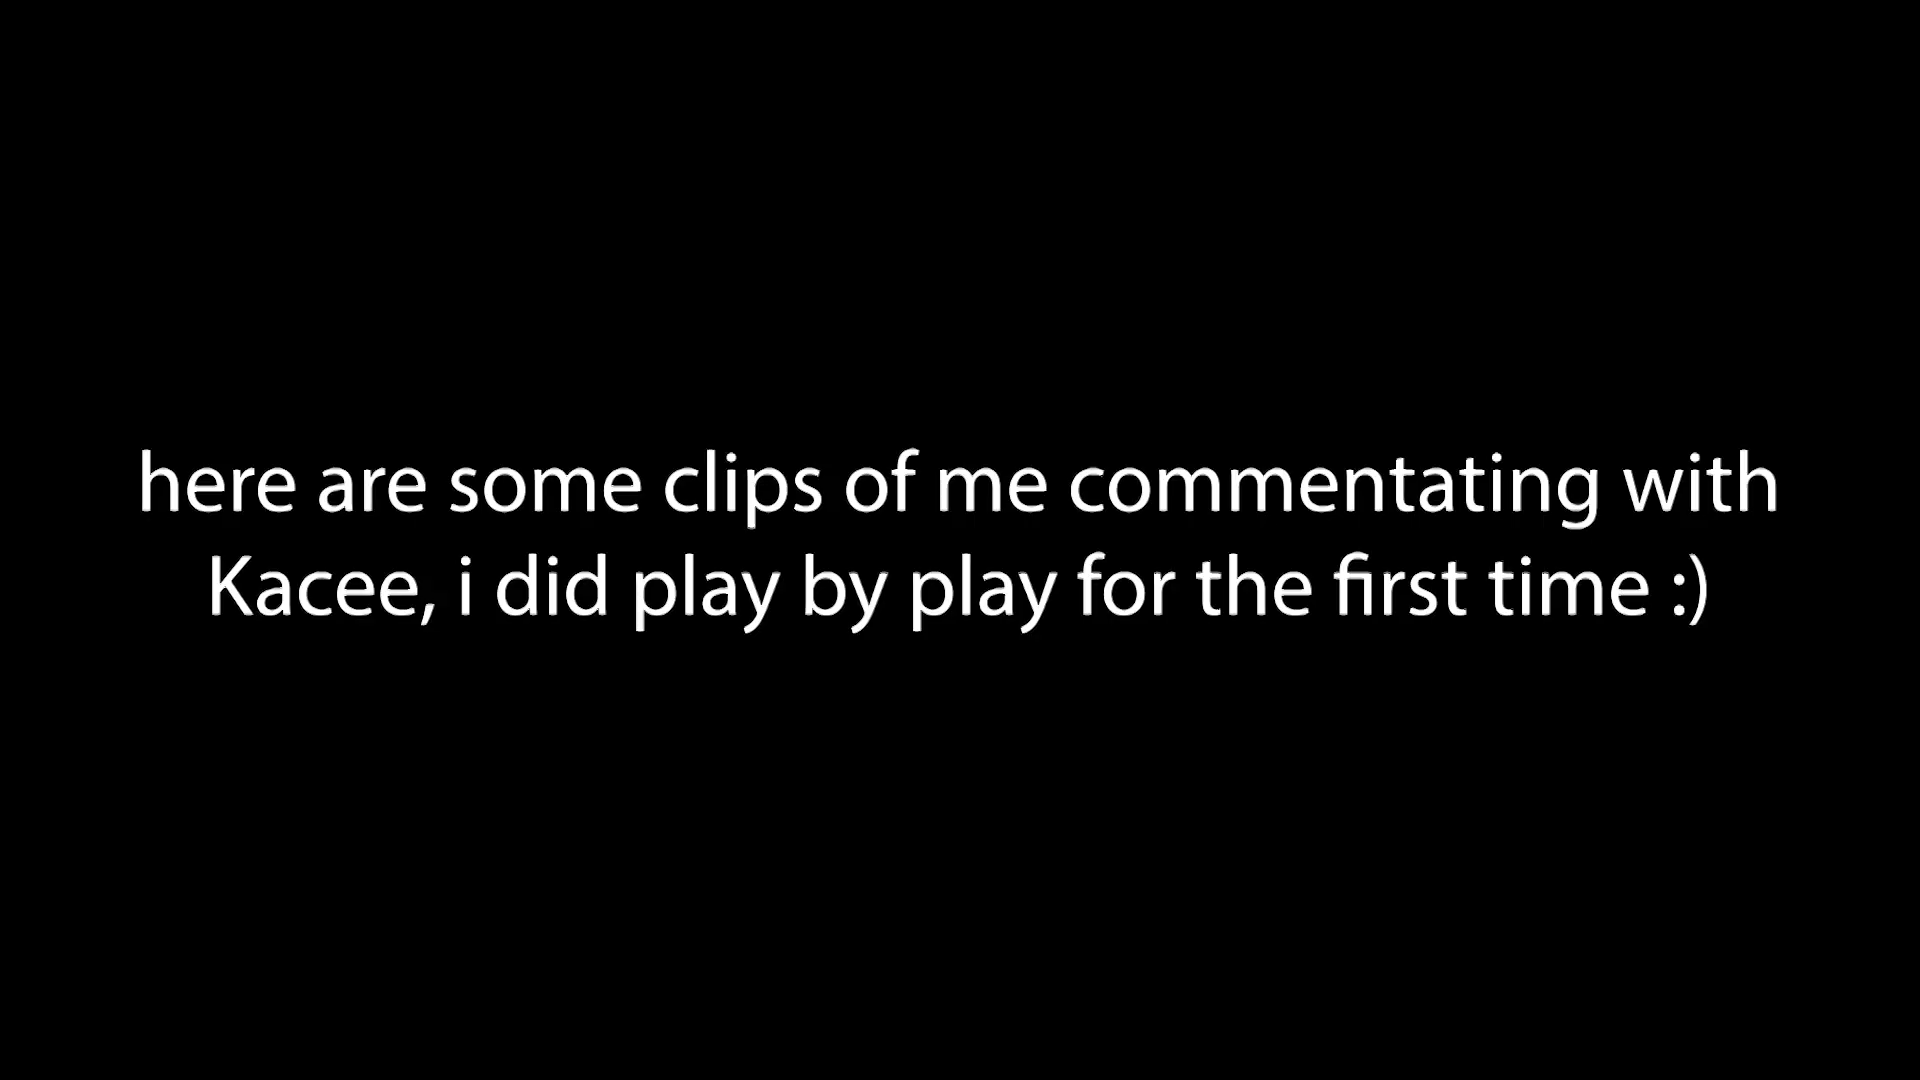 here are some clips of me commentating with
Kacee, i did play by play for the first time :)